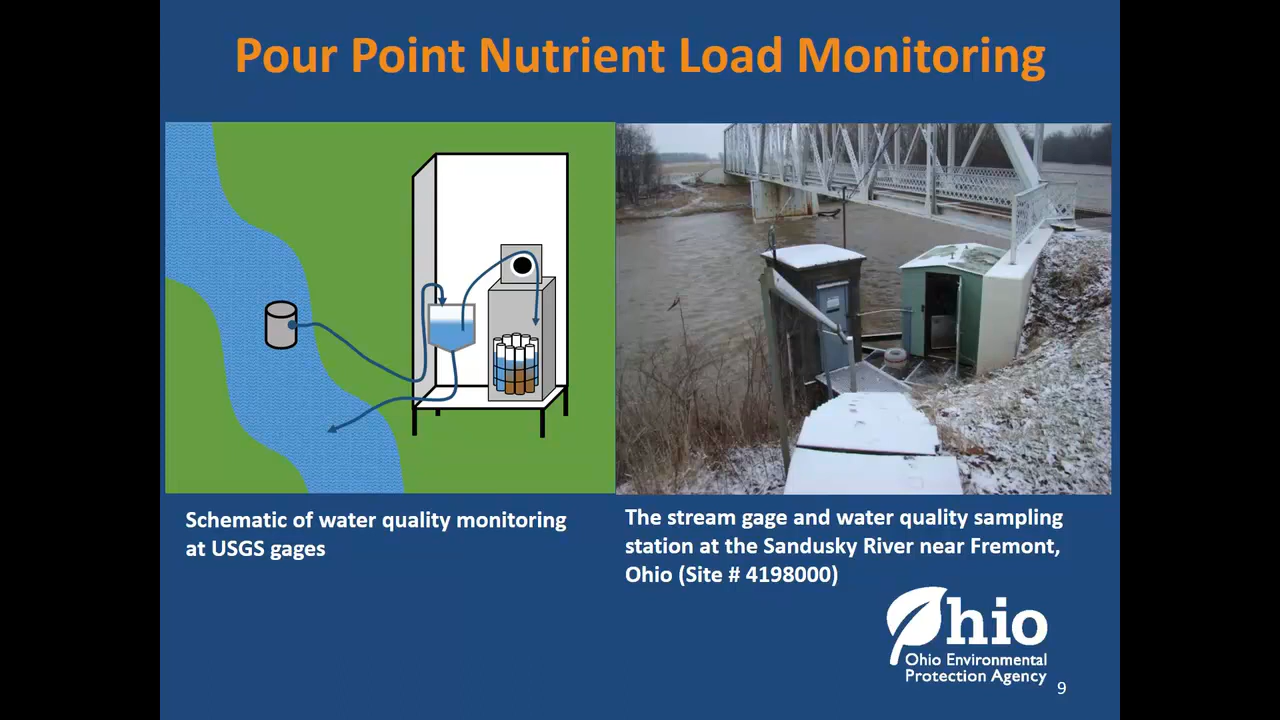 Pour Point Nutrient Load Monitoring
Schematic of water quality monitoring
at USGS gages
The stream gage and water quality sampling
station at the Sandusky River near Fremont,
Ohio (Site # 4198000)
Ohio
Ohio Environmental
Protection Agency
9